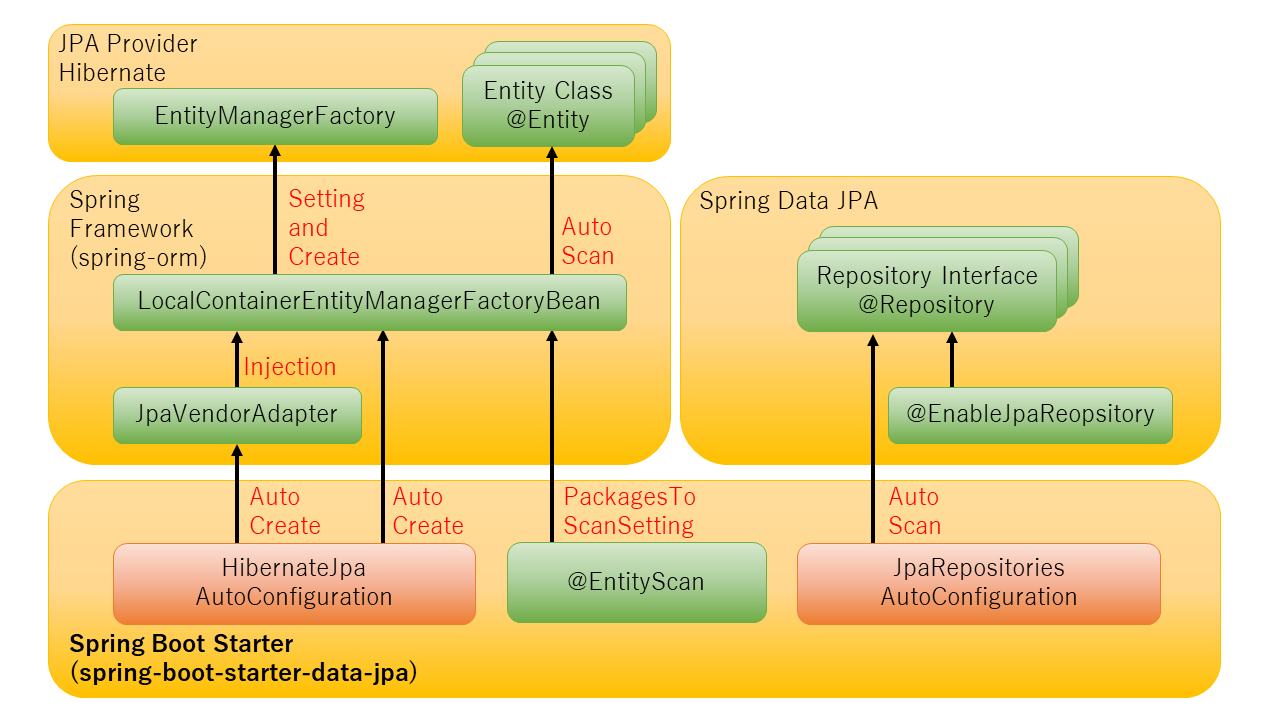 JPA Provider
Hibernate
EntityManagerFactory
Entity Class
@Entity
Spring
Framework
(spring-orm)
Setting
and
Create
Auto
Scan
LocalContainerEntityManagerFactoryBean
Injection
JpaVendorAdapter
Spring Data JPA
Repository Interface
@Repository
@EnableJpaReopsitory
Auto
Create
Auto
Create
PackagesTo
ScanSetting
Auto
Scan
HibernateJpa
AutoConfiguration
@EntityScan
JpaRepositories
AutoConfiguration
Spring Boot Starter
(spring-boot-starter-data-jpa)